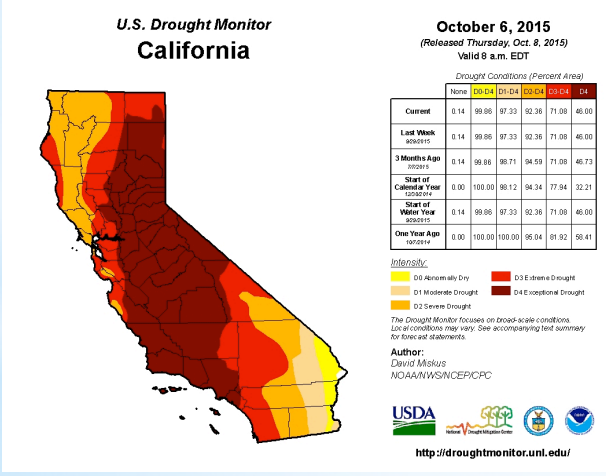 U.S. Drought Monitor
California
October 6, 2015
(Released Thursday, Oct. 8, 2015)
Valid 8 a.m. EDT
Drought Conditions (Percent Area)
None D0-D4 D1-D4 D2-D4 D3-D4 D4
Current 0.14 99.86 97.33 92.36 71.08 46.00
Last Week 0.14 99.86 97.33 92.36 71.08 46.00
9/29/2015
3 Months Ago 0.14 99.86 98.71 94.59 71.08 46.73
7/7/2015
Start of
Calendar Year 0.00 100.00 98.12 94.34 77.94 32.21
12/30/2014
Start of
Water Year 0.14 99.86 97.33 92.36 71.08 46.00
9/29/2015
One Year Ago 0.00 100.00 100.00 95.04 81.92 58.41
10/7/2014
Intensity:
D0 Abnormally Dry D3 Extreme Drought
D1 Moderate Drought D4 Exceptional Drought
D2 Severe Drought
The Drought Monitor focuses on broad-scale conditions.
Local conditions may vary. See accompanying text summary
for forecast statements.
Author:
David Miskus
NOAA/NWS/NCEP/CPC
USDA
National Drought Mitigation Center
http://droughtmonitor.unl.edu/